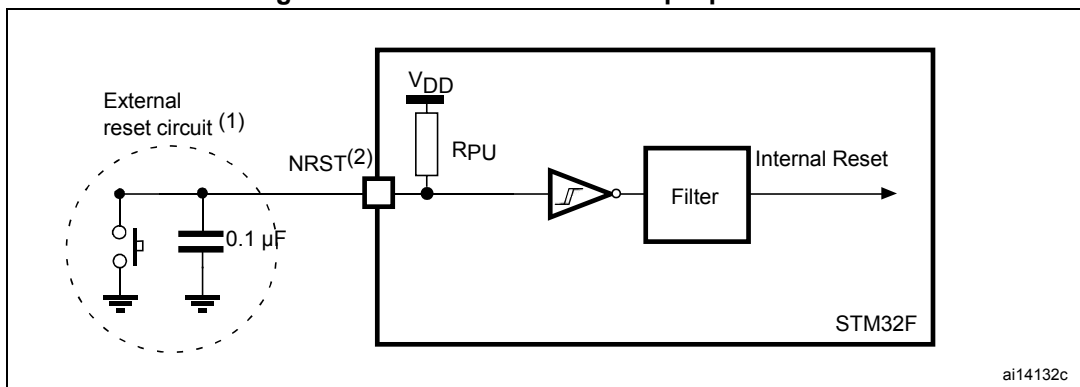 VDD
External
reset circuit (1)
NRST(2)
RPU
Internal Reset
Filter
0.1 µF
STM32F
ai14132c